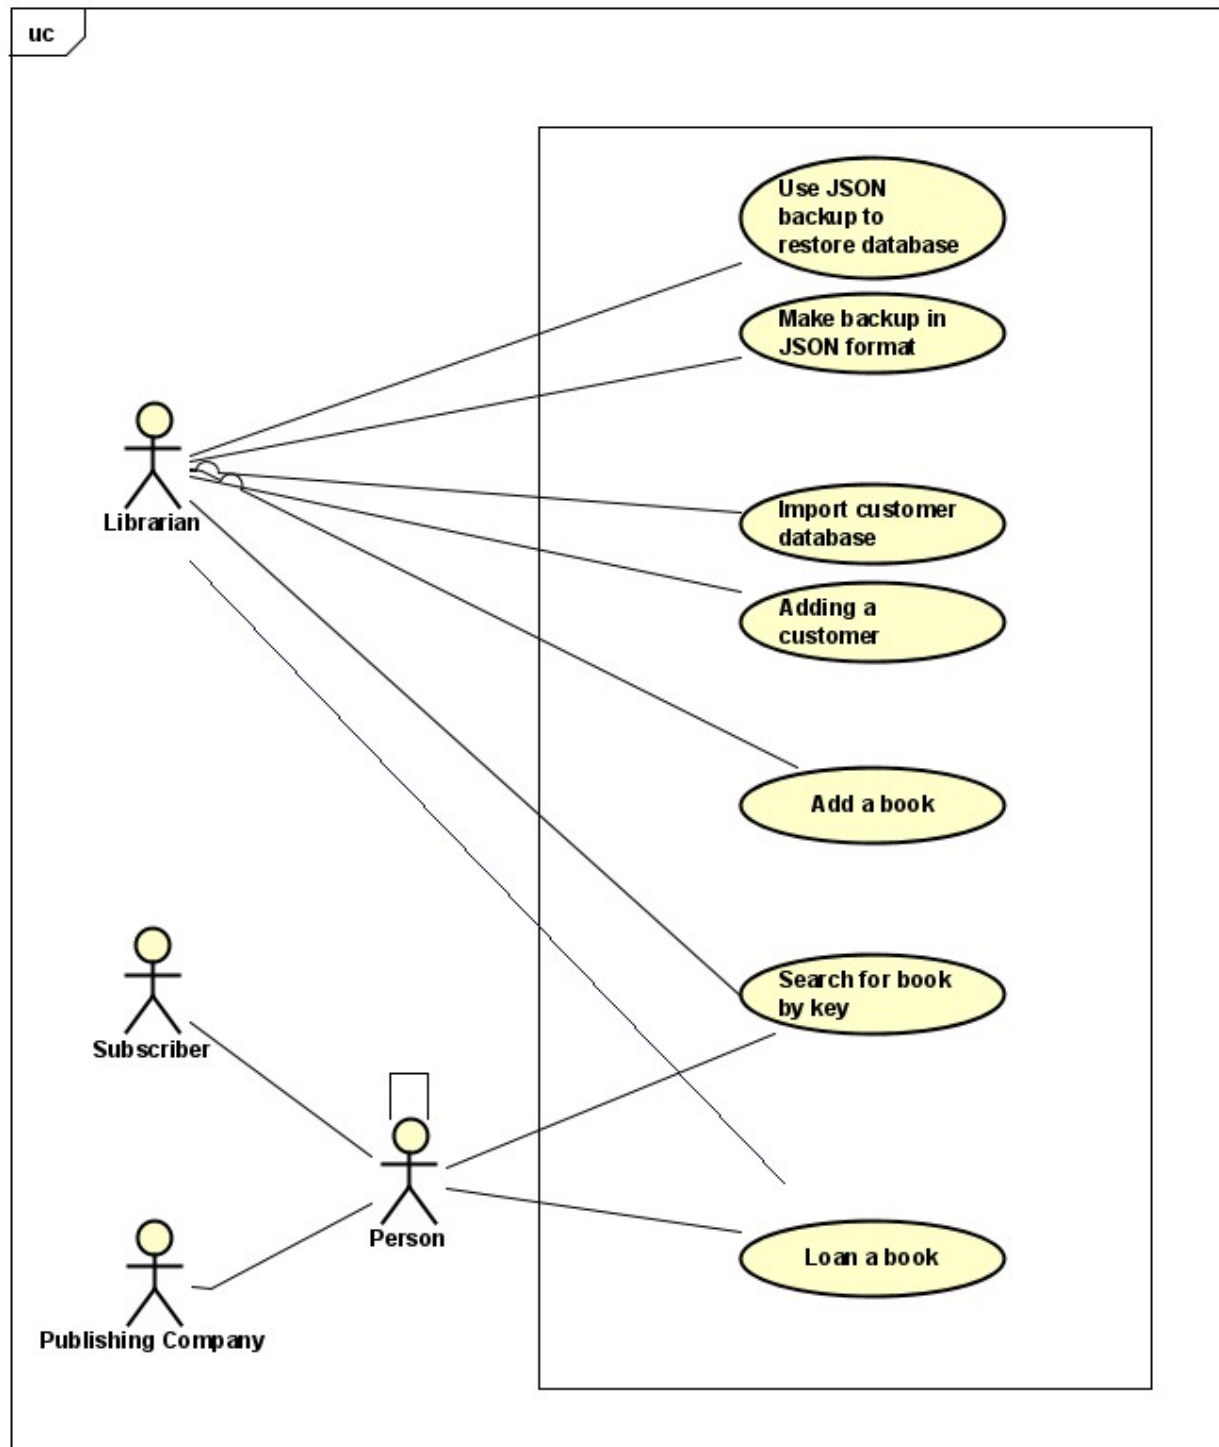 uc
Use JSON
backup to
restore database
Make backup in
JSON format
Librarian
Import customer
database
Adding a
customer
Add a book
Search for book
by key
Subscriber
Person
Loan a book
Publishing Company